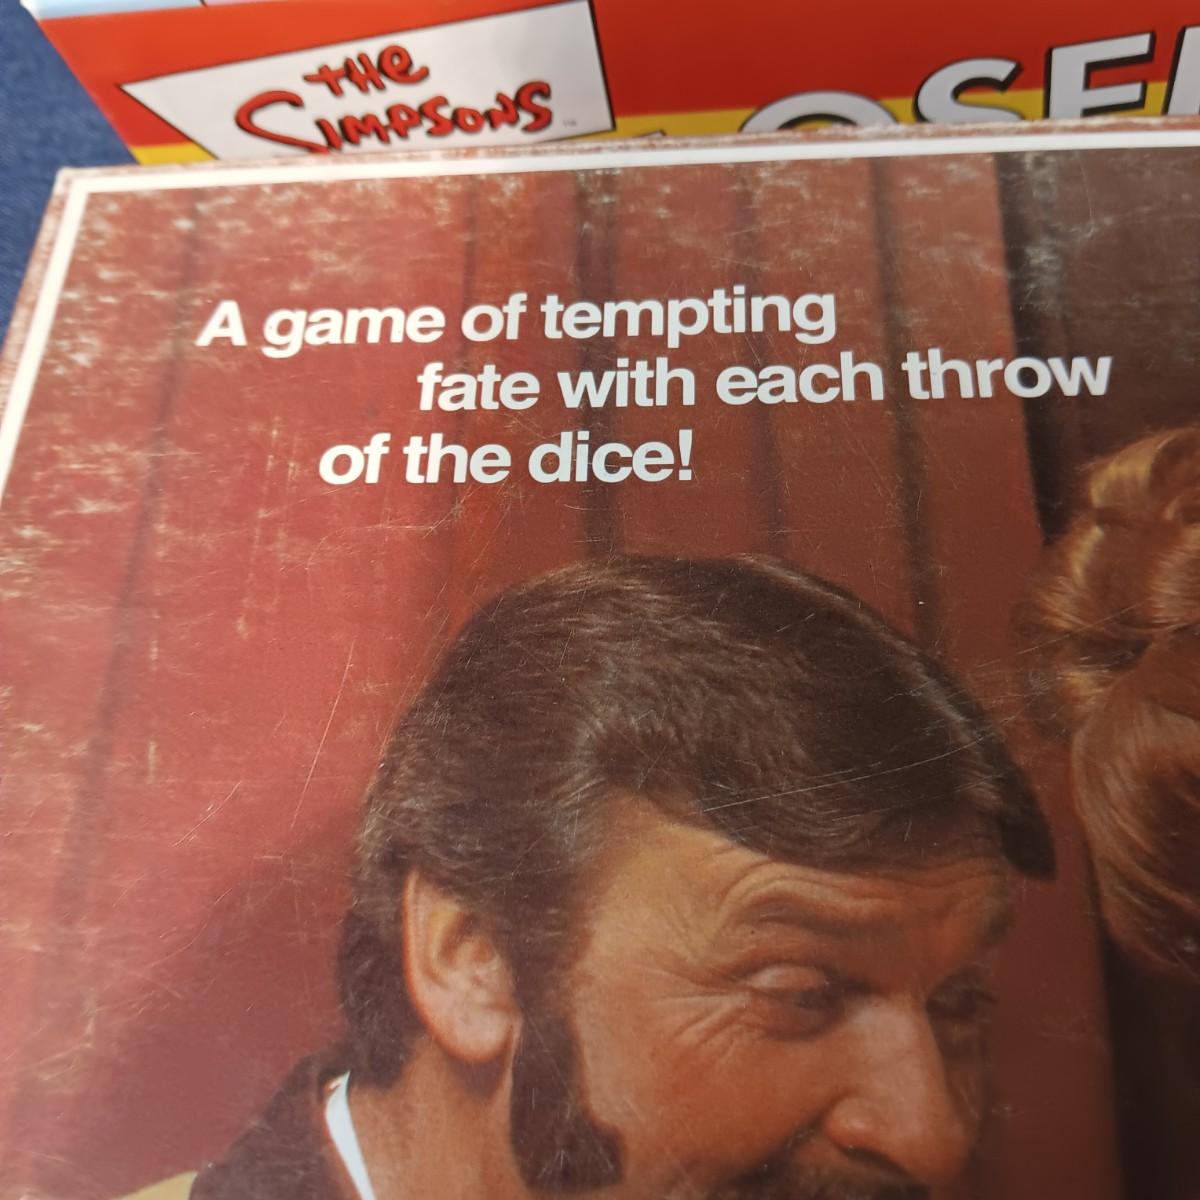 THE
SIMPSONS
A game of tempting
fate with each throw
of the dice!